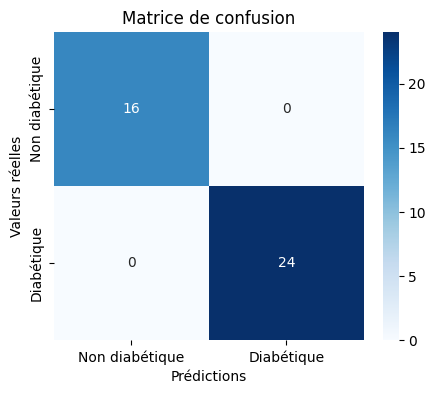 Matrice de confusion
Valeurs réelles
Non diabétique
Diabétique
16
0
0
24
Non diabétique
Diabétique
Prédictions
20
15
10
5
0